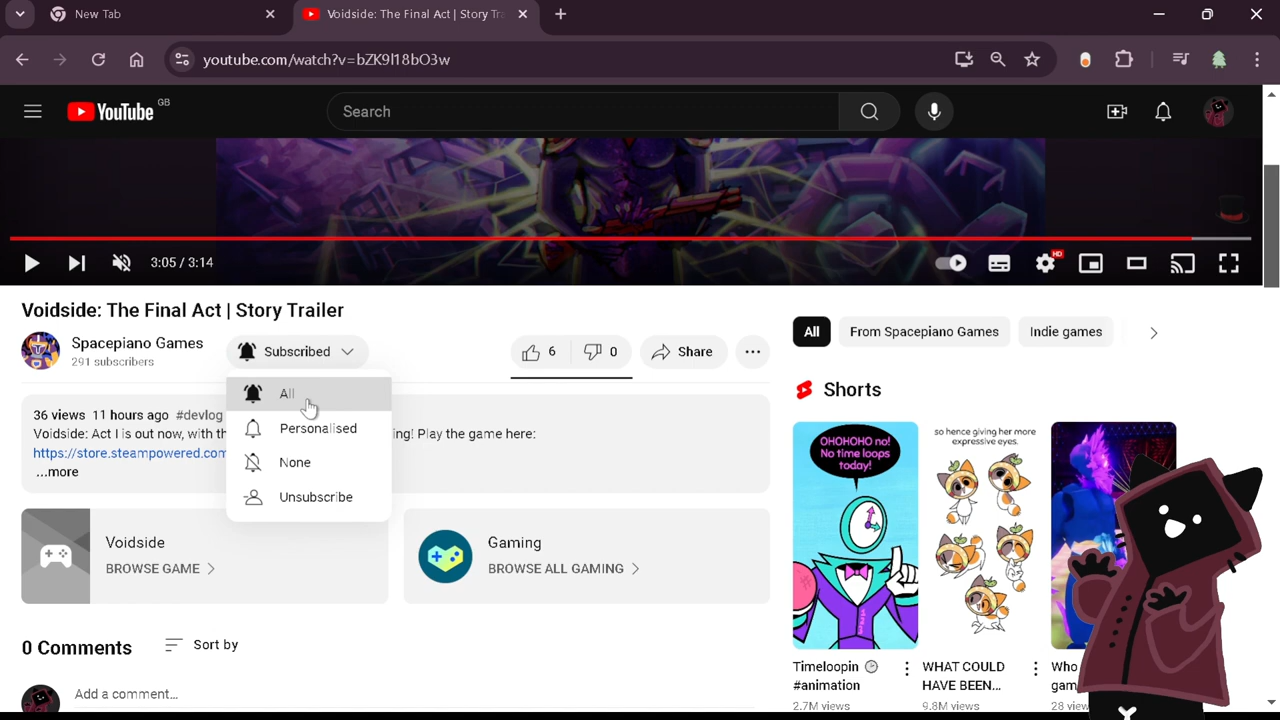 New Tab
Voidside: The Final Act | Story Tra
youtube.com/watch?v=bZK9l18bO3w
YouTube GB
Search
3:05 / 3:14
HD
Voidside: The Final Act | Story Trailer
Spacepiano Games
291 subscribers
Subscribed
6
0
Share
All
From Spacepiano Games
Indie games
All
Personalised
None
Unsubscribe
36 views 11 hours ago #devlog
Voidside: Act I is out now, with th
ing! Play the game here:
https://store.steampowered.com
...more
Voidside
BROWSE GAME
Gaming
BROWSE ALL GAMING
0 Comments
Sort by
Add a comment...
Shorts
OHOHOHO no!
No time loops
today!
so hence giving her more
expressive eyes.
Timeloopin
#animation
2.7M views
WHAT COULD
HAVE BEEN...
9.8M views
Who
gam
28 view